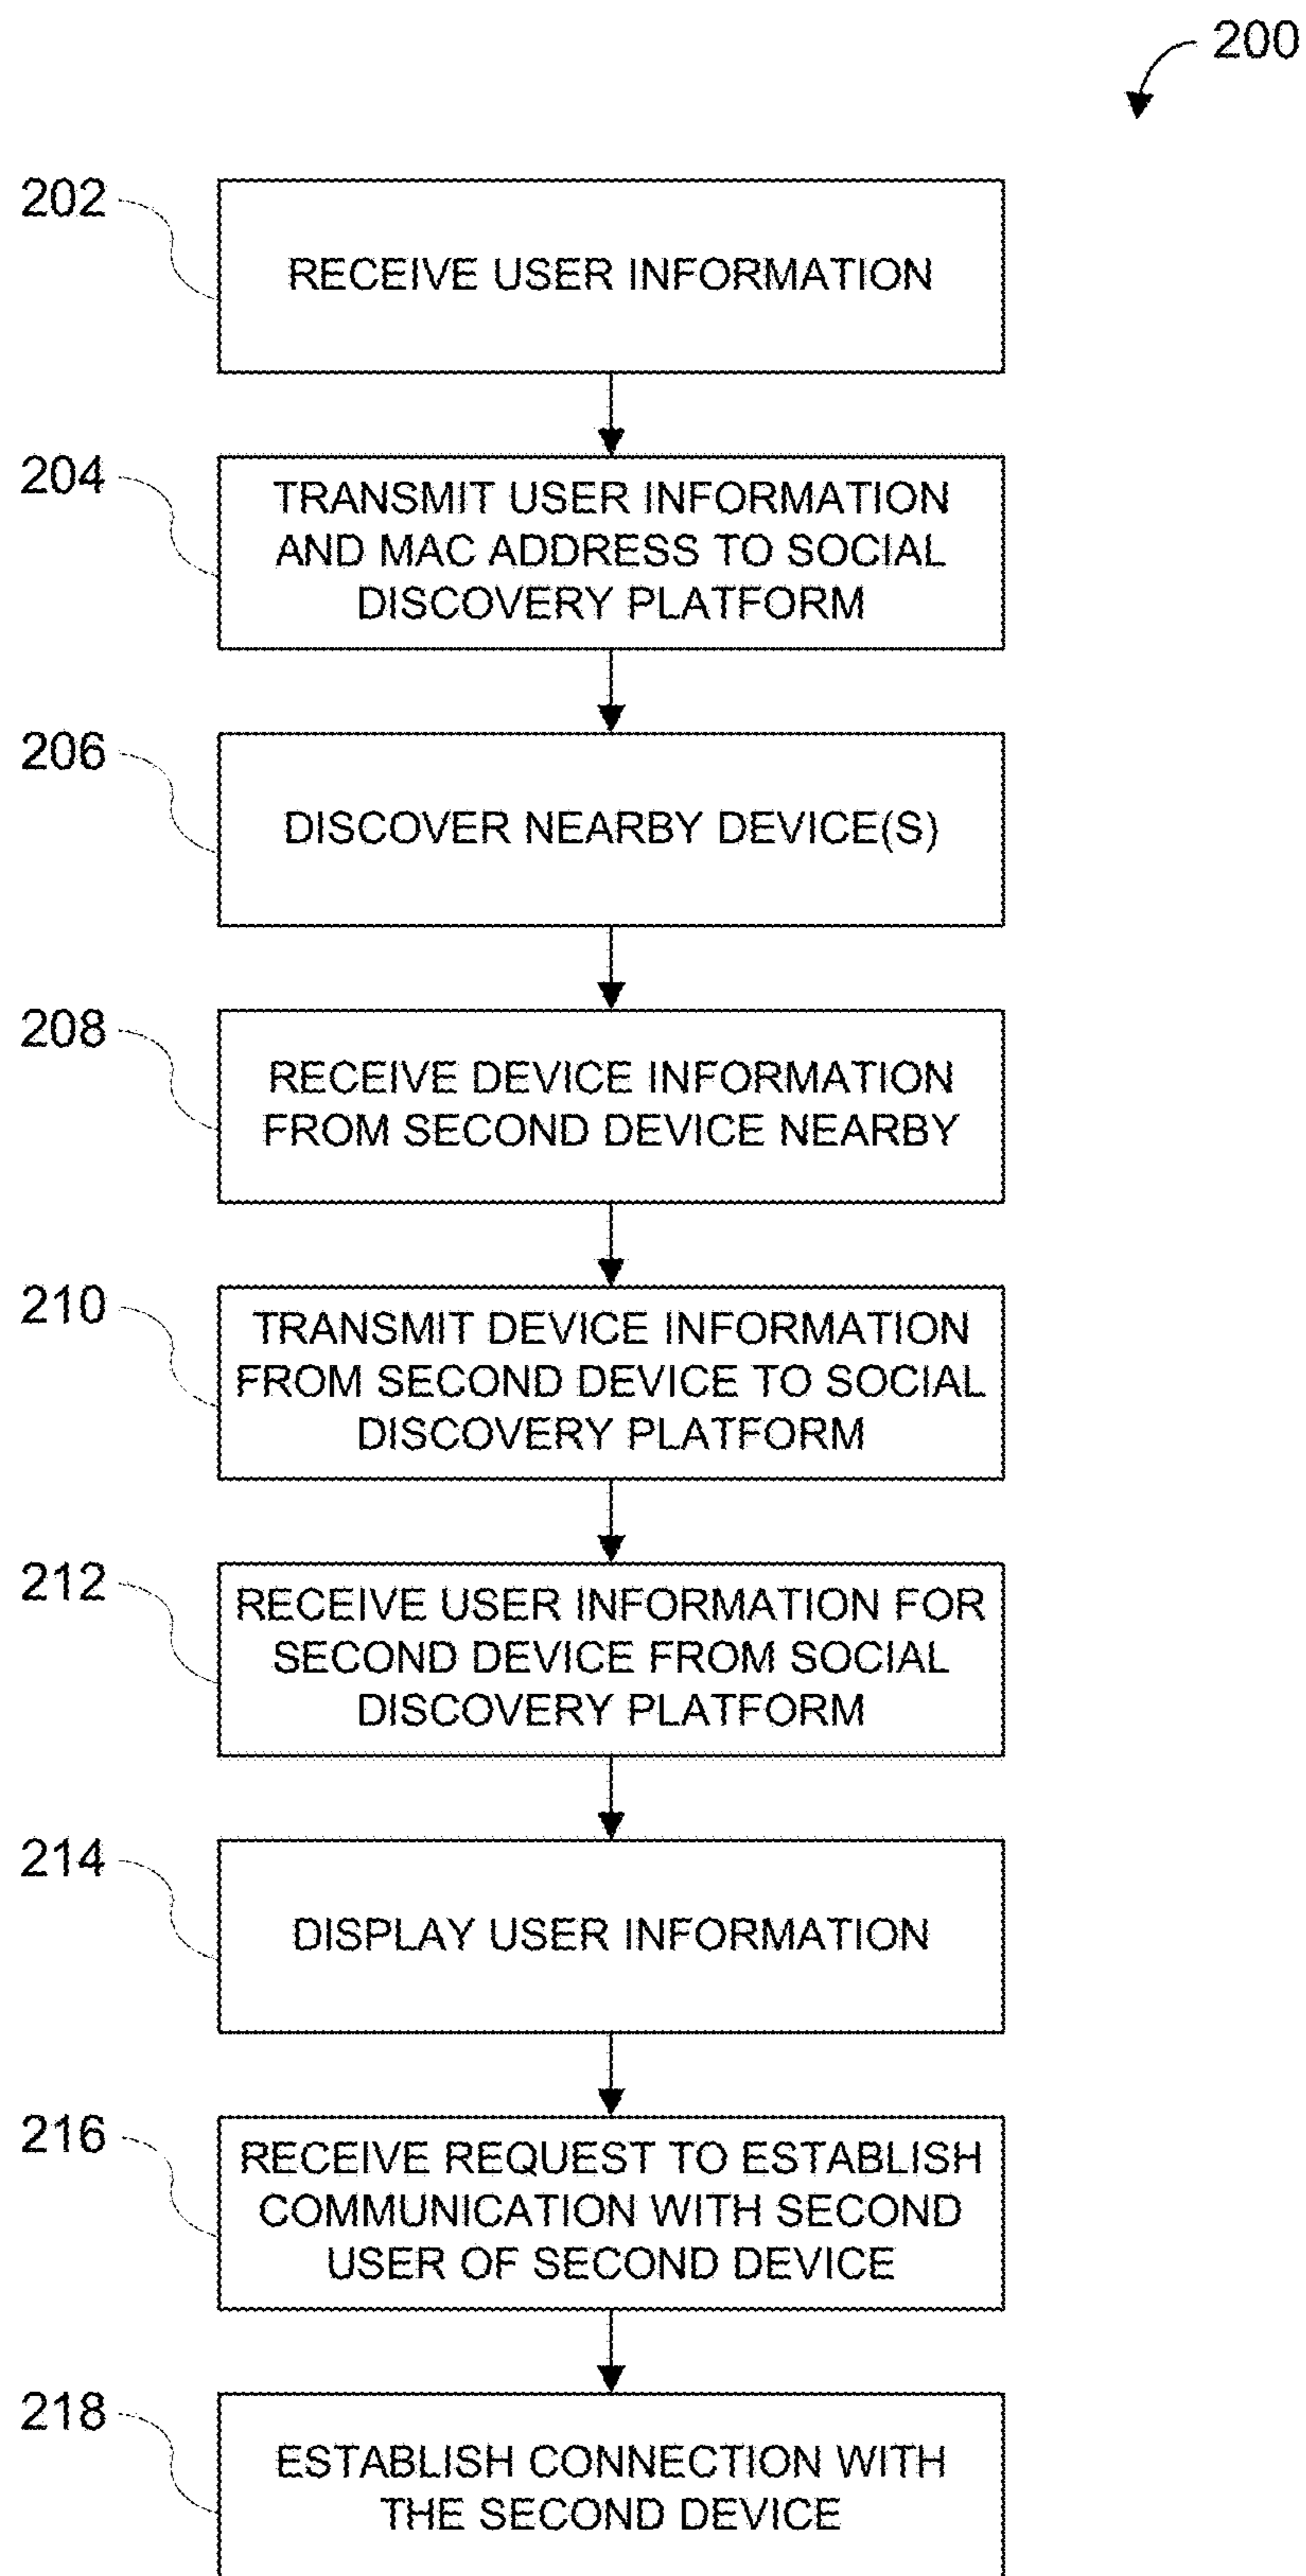 200
202
RECEIVE USER INFORMATION
204
TRANSMIT USER INFORMATION
AND MAC ADDRESS TO SOCIAL
DISCOVERY PLATFORM
206
DISCOVER NEARBY DEVICE(S)
208
RECEIVE DEVICE INFORMATION
FROM SECOND DEVICE NEARBY
210
TRANSMIT DEVICE INFORMATION
FROM SECOND DEVICE TO SOCIAL
DISCOVERY PLATFORM
212
RECEIVE USER INFORMATION FOR
SECOND DEVICE FROM SOCIAL
DISCOVERY PLATFORM
214
DISPLAY USER INFORMATION
216
RECEIVE REQUEST TO ESTABLISH
COMMUNICATION WITH SECOND
USER OF SECOND DEVICE
218
ESTABLISH CONNECTION WITH
THE SECOND DEVICE